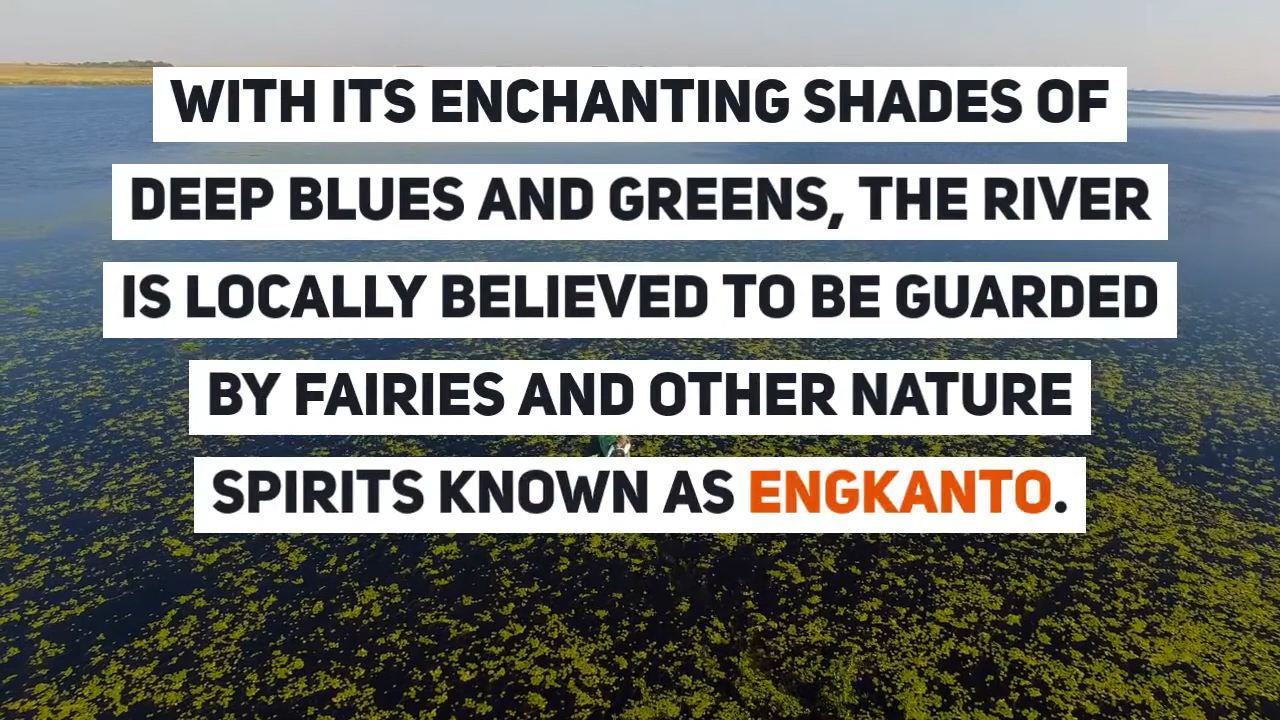 WITH ITS ENCHANTING SHADES OF
DEEP BLUES AND GREENS, THE RIVER
IS LOCALLY BELIEVED TO BE GUARDED
BY FAIRIES AND OTHER NATURE
SPIRITS KNOWN AS ENGKANTO.